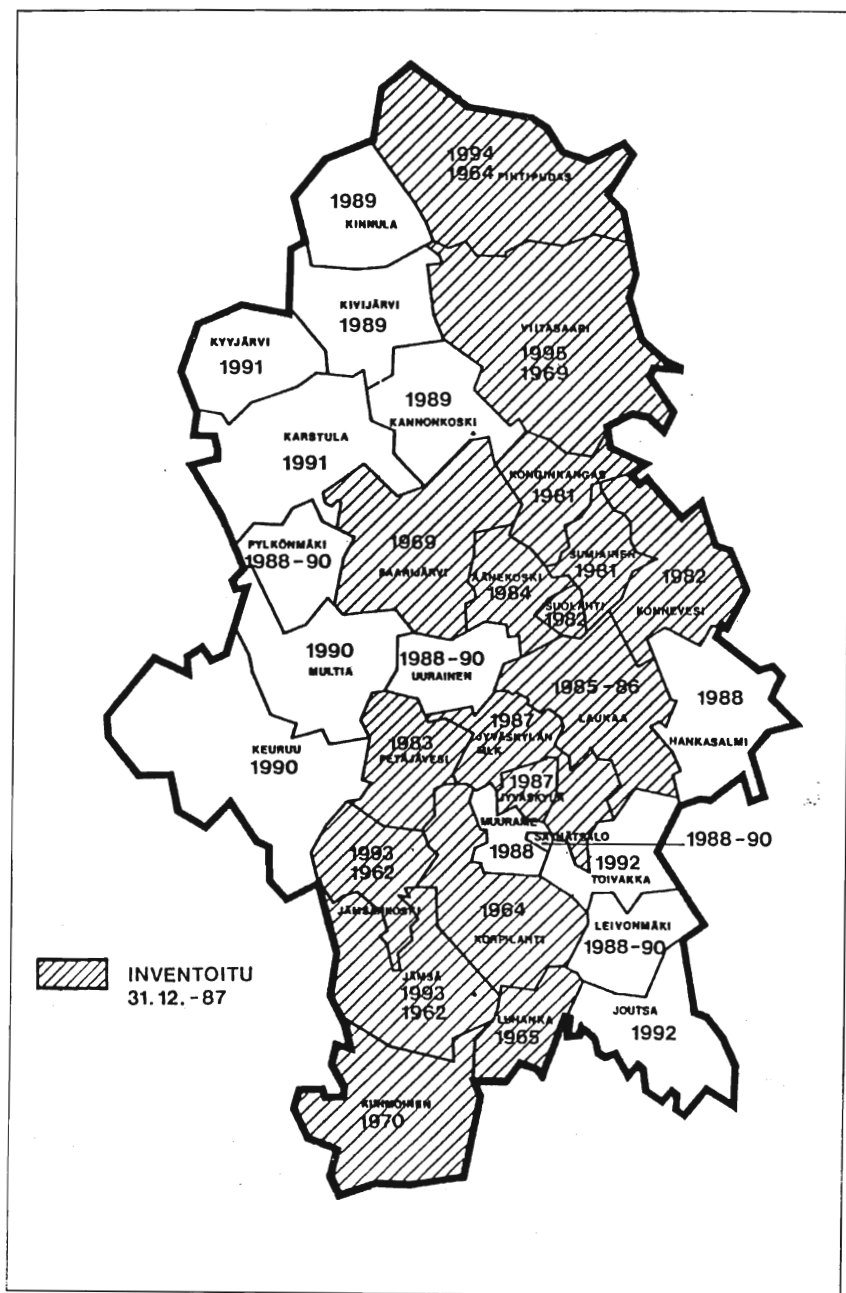 1994
1964 PIHTIPUDAS
1989
KINNULA
KIVIJÄRVI
1989
KYYJÄRVI
1991
VIITASAARI
1995
1969
1989
KANNONKOSKI
KARSTULA
1991
KONGINKANGAS
1981
PYLKÖNMÄKI
1988-90
1969
SAARIJÄRVI
ÄÄNEKOSKI
1984
SUMIAINEN
1981
SUOLAHTI
1982
1982
KONNEVESI
1990
MULTIA
1988-90
UURAINEN
1985-86
LAUKAA
1988
HANKASALMI
KEURUU
1990
1983
PETÄJÄVESI
1987
JYVÄSKYLÄN
MLK
1987
JYVÄSKYLÄ
MUURAME
1988
SÄYNÄTSALO
1988-90
1992
TOIVAKKA
1993
1962
JÄMSÄNKOSKI
1964
KORPILAHTI
LEIVONMÄKI
1988-90
JÄMSÄ
1993
1962
LUHANKA
1965
JOUTSA
1992
KUHMOINEN
1970
INVENTOITU
31.12.-87